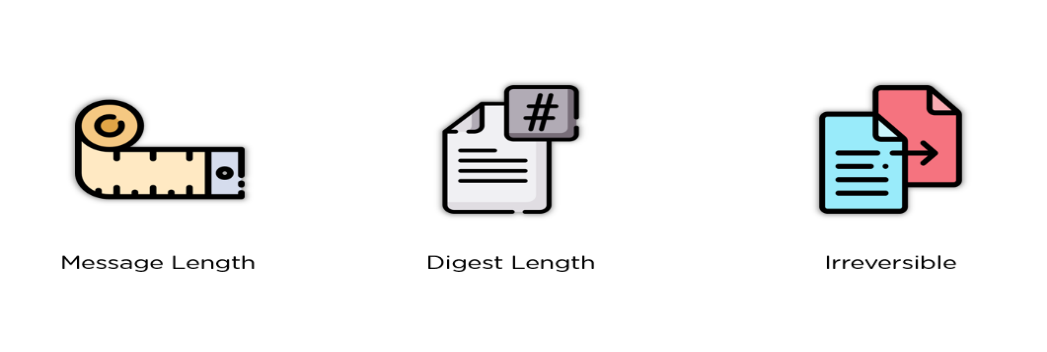 #
Message Length
Digest Length
Irreversible